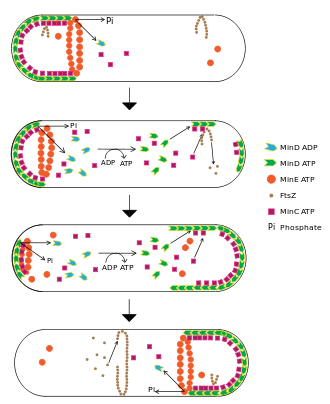 Pi
Pi
ADP ATP
Pi
ADP ATP
Pi
MinD ADP
MinD ATP
MinE ATP
FtsZ
MinC ATP
Pi Phosphate